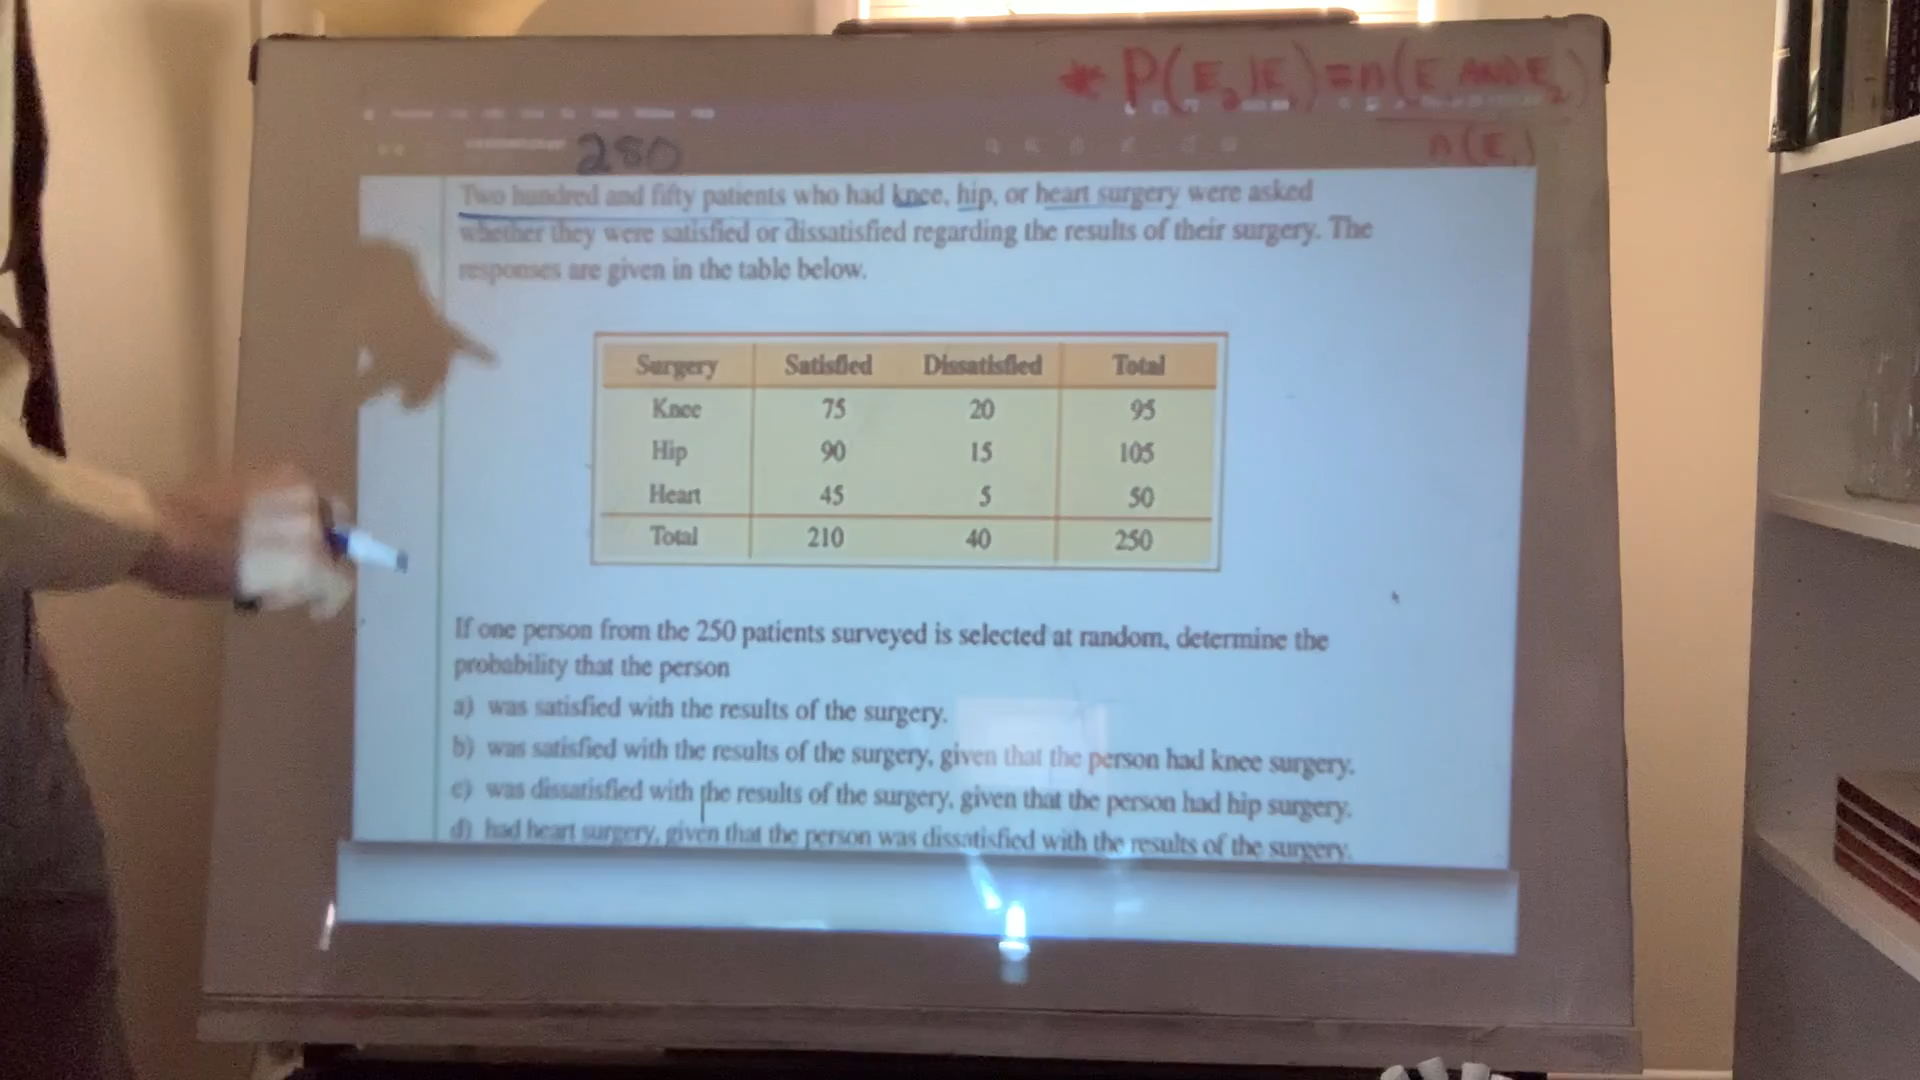 * P(E₂|E₁) = n(E₁ AND E₂)
n(E₁)
280
Two hundred and fifty patients who had knee, hip, or heart surgery were asked
whether they were satisfied or dissatisfied regarding the results of their surgery. The
responses are given in the table below.
Surgery Satisfied Dissatisfied Total
Knee 75 20 95
Hip 90 15 105
Heart 45 5 50
Total 210 40 250
If one person from the 250 patients surveyed is selected at random, determine the
probability that the person
a) was satisfied with the results of the surgery.
b) was satisfied with the results of the surgery, given that the person had knee surgery.
c) was dissatisfied with the results of the surgery, given that the person had hip surgery.
d) had heart surgery, given that the person was dissatisfied with the results of the surgery.